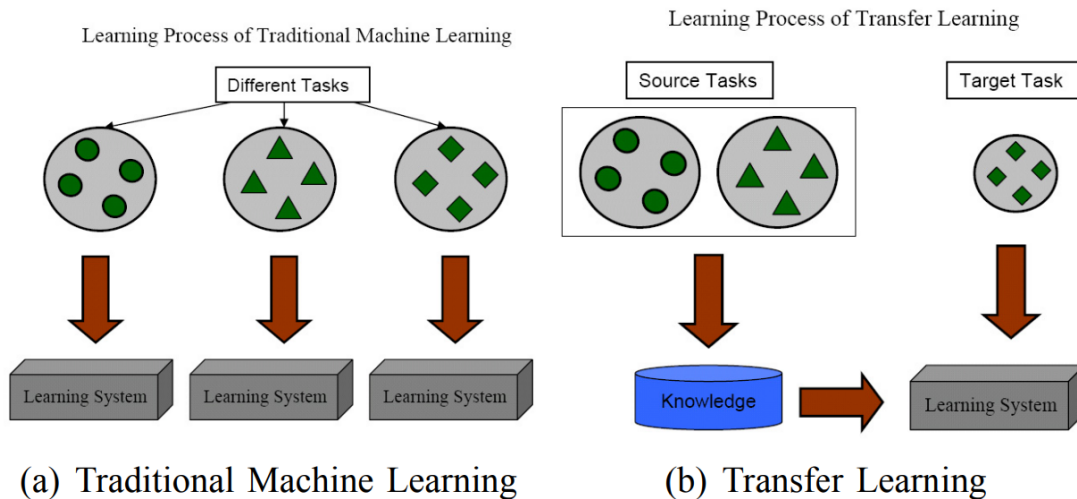 Learning Process of Traditional Machine Learning
Different Tasks
Learning System
Learning System
Learning System
(a) Traditional Machine Learning
Learning Process of Transfer Learning
Source Tasks
Target Task
Knowledge
Learning System
(b) Transfer Learning